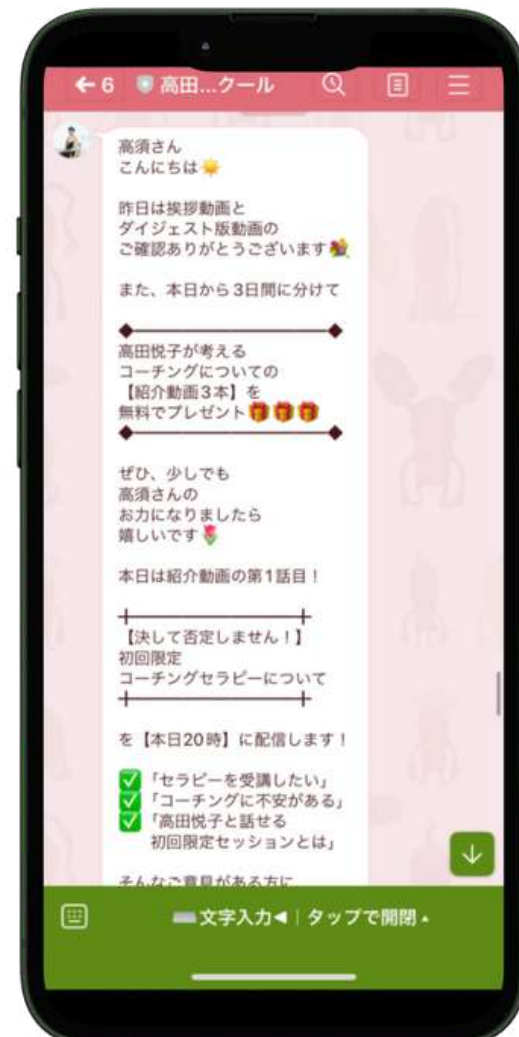 6 高田...クール
高須さん
こんにちは☀️
昨日は挨拶動画と
ダイジェスト版動画の
ご確認ありがとうございます💐
また、本日から3日間に分けて
◆━━━━━━━━━━━◆
高田悦子が考える
コーチングについての
【紹介動画3本】を
無料でプレゼント🎁🎁🎁
◆━━━━━━━━━━━◆
ぜひ、少しでも
高須さんの
お力になりましたら
嬉しいです🌷
本日は紹介動画の第1話目！
╋━━━━━━━━━╋
【決して否定しません！】
初回限定
コーチングセラピーについて
╋━━━━━━━━━╋
を【本日20時】に配信します！
✅「セラピーを受講したい」
✅「コーチングに不安がある」
✅「高田悦子と話せる
初回限定セッションとは」
そんなご意見がある方に
⌨️文字入力◀｜タップで開閉▲